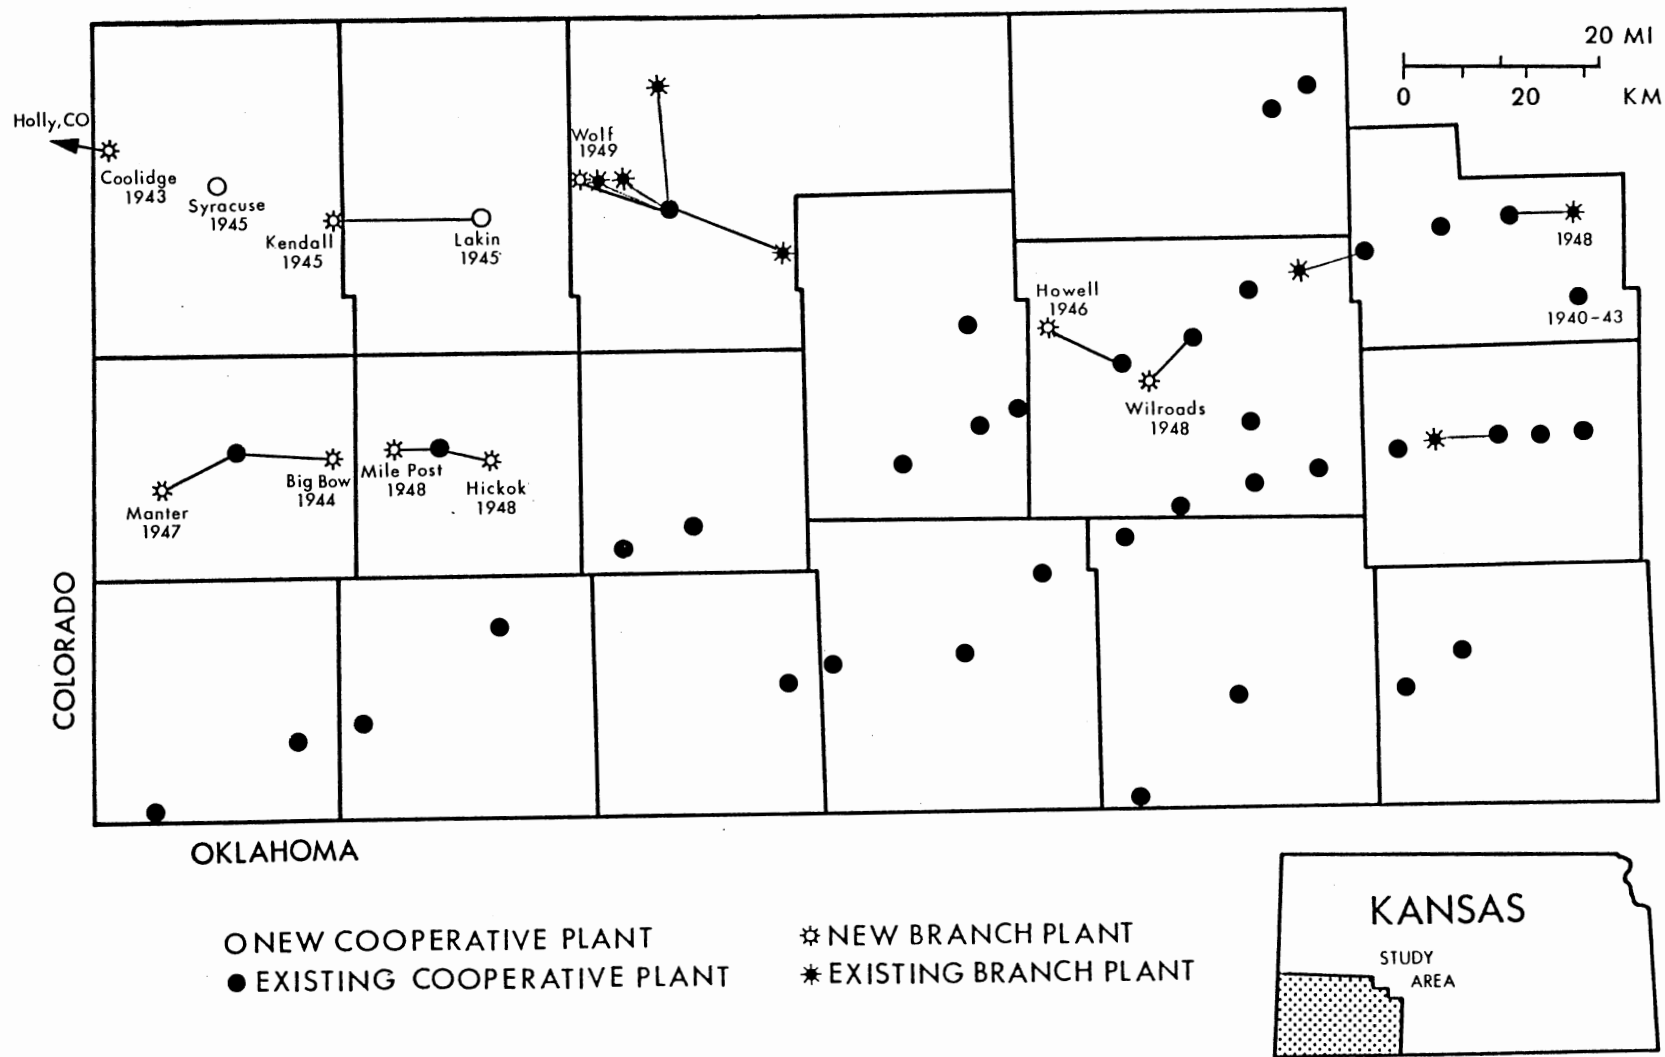 20 MI
0 20 KM
Holly, CO
Coolidge
1943
Syracuse
1945
Kendall
1945
Lakin
1945
Wolf
1949
Howell
1946
Wilroads
1948
1948
1940-43
Manter
1947
Big Bow
1944
Mile Post
1948
Hickok
1948
COLORADO
OKLAHOMA
NEW COOPERATIVE PLANT
EXISTING COOPERATIVE PLANT
NEW BRANCH PLANT
EXISTING BRANCH PLANT
KANSAS
STUDY
AREA